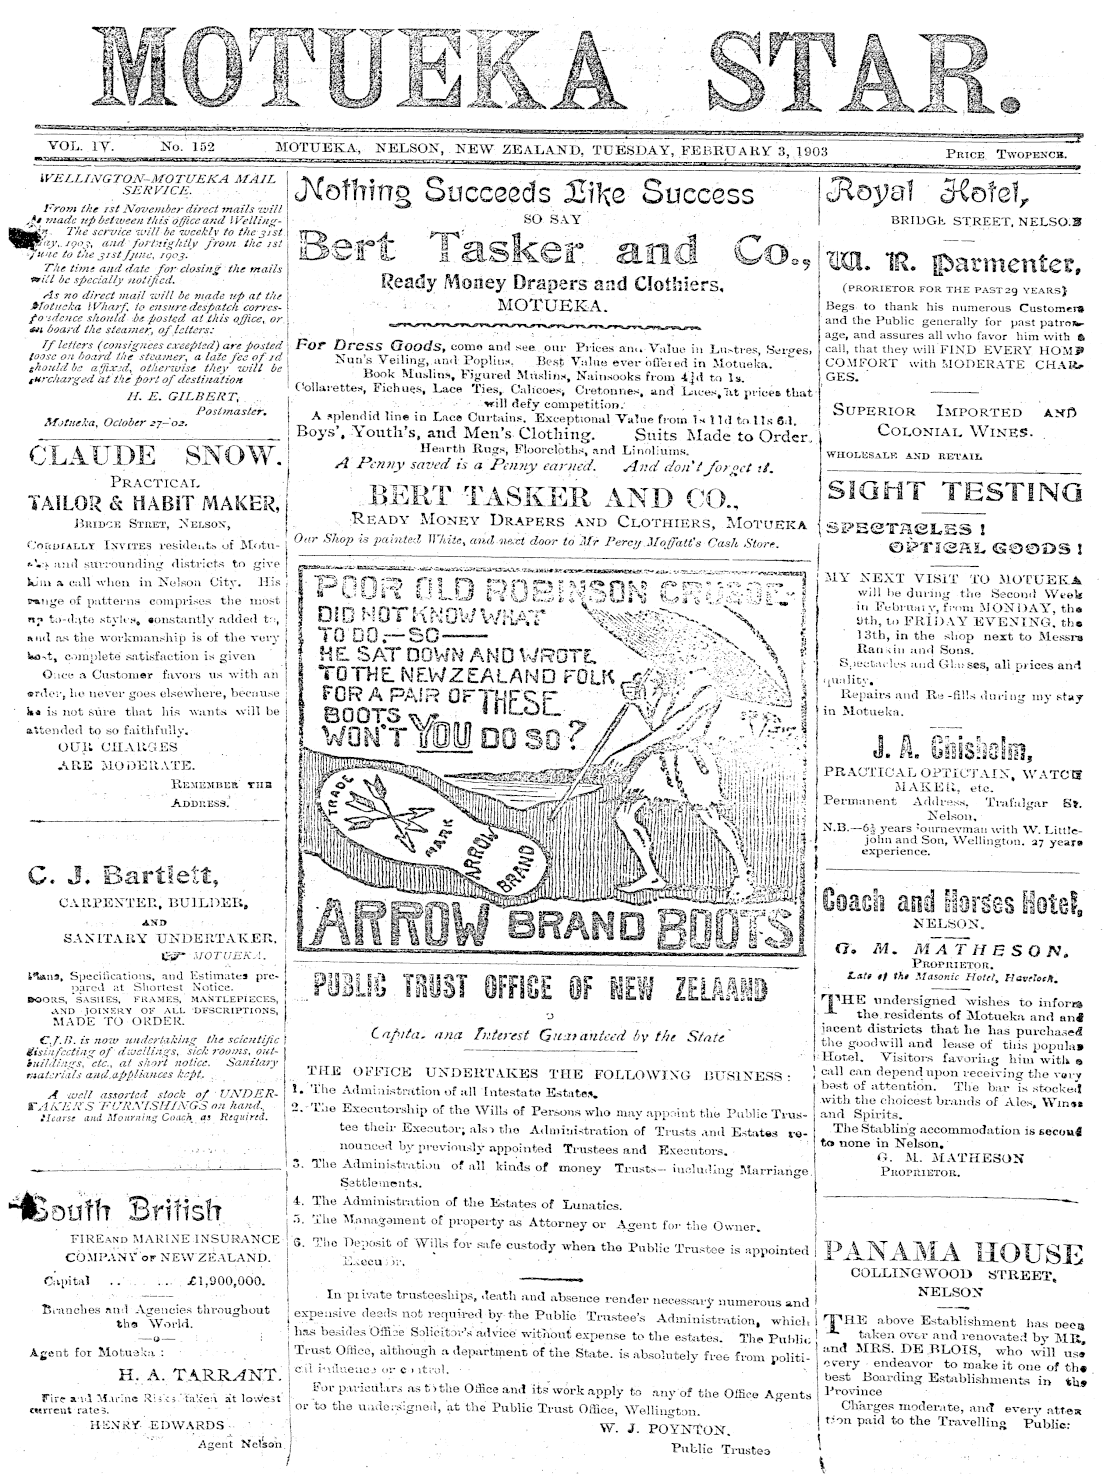 MOTUEKA STAR.
VOL. IV. No. 152 MOTUEKA, NELSON, NEW ZEALAND, TUESDAY, FEBRUARY 3, 1903 PRICE TWOPENCE.
WELLINGTON-MOTUEKA MAIL
SERVICE.
From the 1st November direct mails will
made up between this office and Welling-
The service will be weekly to the 31st
1903, and fortnightly from the 1st
June to the 31st June, 1903.
The time and date for closing the mails
will be specially notified.
As no direct mail will be made up at the
Motueka Wharf, to ensure despatch corres-
pondence should be posted at this office, or
on board the steamer, of letters:
If letters (consignees excepted) are posted
loose on board the steamer, a late fee of 1d
should be affixed, otherwise they will be
surcharged at the port of destination
H. E. GILBERT,
Postmaster.
Motueka, October 27-02.
CLAUDE SNOW.
PRACTICAL
TAILOR & HABIT MAKER,
BRIDGE STRET, NELSON,
CORDIALLY INVITES residents of Motu-
eka and surrounding districts to give
him a call when in Nelson City. His
range of patterns comprises the most
up to-date styles, constantly added to,
and as the workmanship is of the very
best, complete satisfaction is given
Once a Customer favors us with an
order, he never goes elsewhere, because
he is not sure that his wants will be
attended to so faithfully.
OUR CHARGES
ARE MODERATE.
REMEMBER THE
ADDRESS.
C. J. Bartlett,
CARPENTER, BUILDER,
AND
SANITARY UNDERTAKER,
MOTUEKA.
Plans, Specifications, and Estimates pre-
pared at Shortest Notice.
DOORS, SASHES, FRAMES, MANTLEPIECES,
AND JOINERY OF ALL DESCRIPTIONS,
MADE TO ORDER.
C.J.B. is now undertaking the scientific
disinfecting of dwellings, sick rooms, out-
buildings, etc., at short notice. Sanitary
materials and appliances kept.
A well assorted stock of UNDER-
TAKER'S FURNISHINGS on hand.
Hearse and Mourning Coach as Required.
South British
FIRE AND MARINE INSURANCE
COMPANY OF NEW ZEALAND.
Capital .. ... £1,900,000.
Branches and Agencies throughout
the World.
—o—
Agent for Motueka :
H. A. TARRANT.
Fire and Marine Risks taken at lowest
current rates.
HENRY EDWARDS
Agent Nelson
Nothing Succeeds Like Success
SO SAY
Bert Tasker and Co.,
Ready Money Drapers and Clothiers,
MOTUEKA.
For Dress Goods, come and see our Prices and Value in Lustres, Serges,
Nun's Veiling, and Poplins. Best Value ever offered in Motueka.
Book Muslins, Figured Muslins, Nainsooks from 4½d to 1s.
Collarettes, Fichues, Lace Ties, Calicoes, Cretonnes, and Laces, at prices that
will defy competition.
A splendid line in Lace Curtains. Exceptional Value from 1s 11d to 11s 6d.
Boys', Youth's, and Men's Clothing. Suits Made to Order.
Hearth Rugs, Floorcloths, and Linoliums.
A Penny saved is a Penny earned. And don't forget it.
BERT TASKER AND CO.,
READY MONEY DRAPERS AND CLOTHIERS, MOTUEKA
Our Shop is painted White, and next door to Mr Percy Moffatt's Cash Store.
POOR OLD ROBINSON CRUSOE.
DID NOT KNOW WHAT
TO DO.—SO—
HE SAT DOWN AND WROTE
TO THE NEW ZEALAND FOLK
FOR A PAIR OF THESE
BOOTS
WON'T YOU DO SO?
TRADE
MARK
ARROW
BRAND
ARROW BRAND BOOTS
PUBLIC TRUST OFFICE OF NEW ZELAAND
Capital and Interest Guaranteed by the State
THE OFFICE UNDERTAKES THE FOLLOWING BUSINESS :
1. The Administration of all Intestate Estates.
2. The Executorship of the Wills of Persons who may appoint the Public Trus-
tee their Executor; also the Administration of Trusts and Estates re-
nounced by previously appointed Trustees and Executors.
3. The Administration of all kinds of money Trusts— including Marriange
Settlements.
4. The Administration of the Estates of Lunatics.
5. The Managment of property as Attorney or Agent for the Owner.
6. The Deposit of Wills for safe custody when the Public Trustee is appointed
Executor.
In private trusteeships, death and absence render necessary numerous and
expensive deeds not required by the Public Trustee's Administration, which
has besides Office Solicitor's advice without expense to the estates. The Public
Trust Office, although a department of the State, is absolutely free from politi-
cal influence or control.
For particulars as to the Office and its work apply to any of the Office Agents
or to the undersigned, at the Public Trust Office, Wellington.
W. J. POYNTON.
Public Trustee
Royal Hotel,
BRIDGE STREET, NELSON
W. R. Parmenter,
(PRORIETOR FOR THE PAST 29 YEARS)
Begs to thank his numerous Customers
and the Public generally for past patron-
age, and assures all who favor him with a
call, that they will FIND EVERY HOME
COMFORT with MODERATE CHAR-
GES.
SUPERIOR IMPORTED AND
COLONIAL WINES.
WHOLESALE AND RETAIL
SIGHT TESTING
SPECTACLES !
OPTICAL GOODS !
MY NEXT VISIT TO MOTUEKA
will be during the Second Week
in February, from MONDAY, the
9th, to FRIDAY EVENING, the
13th, in the shop next to Messrs
Rankin and Sons.
Spectacles and Glasses, all prices and
quality.
Repairs and Re-fills during my stay
in Motueka.
J. A. Chisholm,
PRACTICAL OPTICTAIN, WATCH
MAKER, etc.
Permanent Address, Trafalgar St.
Nelson.
N.B.—6½ years journeyman with W. Little-
john and Son, Wellington. 27 years
experience.
Coach and Horses Hotel,
NELSON.
G. M. MATHESON.
PROPRIETOR,
Late of the Masonic Hotel, Havelock.
THE undersigned wishes to inform
the residents of Motueka and and
jacent districts that he has purchased
the goodwill and lease of this popular
Hotel. Visitors favoring him with a
call can depend upon receiving the very
best of attention. The bar is stocked
with the choicest brands of Ales, Wines
and Spirits.
The Stabling accommodation is second
to none in Nelson.
G. M. MATHESON
PROPRIETOR.
PANAMA HOUSE
COLLINGWOOD STREET,
NELSON
THE above Establishment has been
taken over and renovated by MR,
and MRS. DE BLOIS, who will use
every endeavor to make it one of the
best Boarding Establishments in the
Province
Charges moderate, and every atten
tion paid to the Travelling Public: